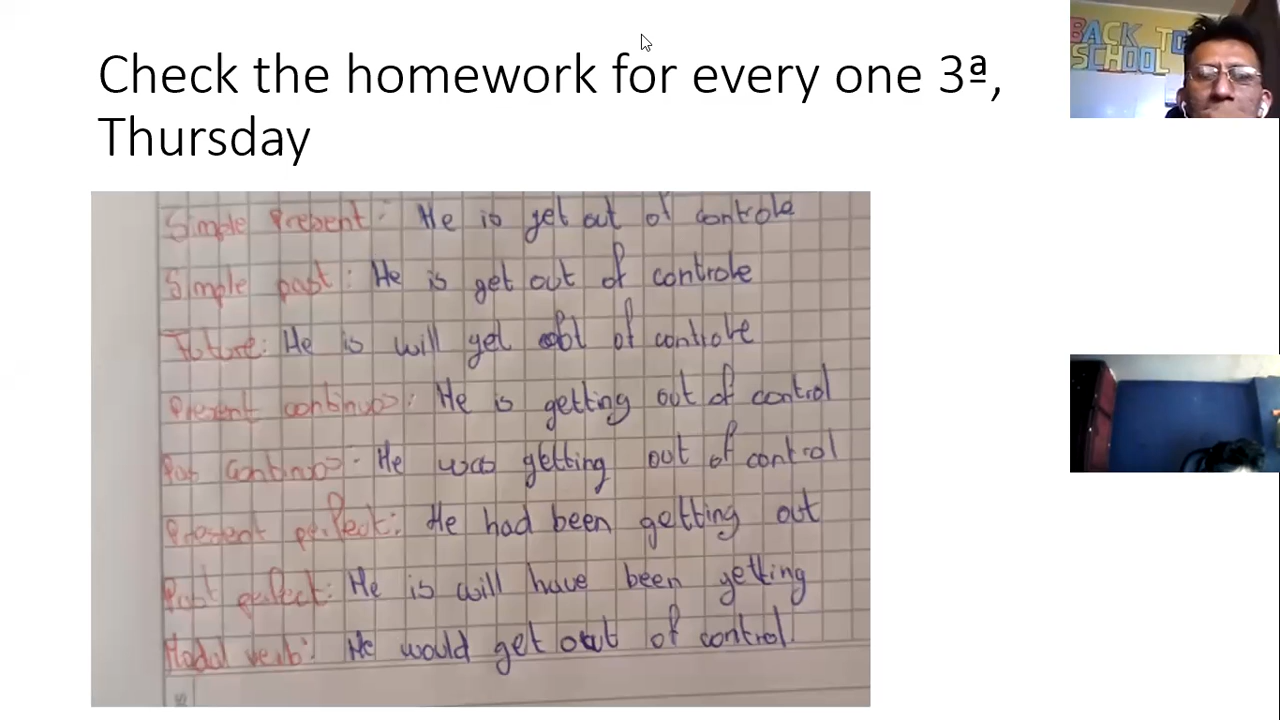 Check the homework for every one 3ª,
Thursday
BACK TO
SCHOOL
Simple Present: He is get out of controle
Simple past: He is get out of controle
Future: He is will get of controle
Present continuos: He is getting out of control
Pas continuos: He was getting out of control
Present perfect: He had been getting out
Past perfect: He is will have been getting
Modal verb: He would get out of control